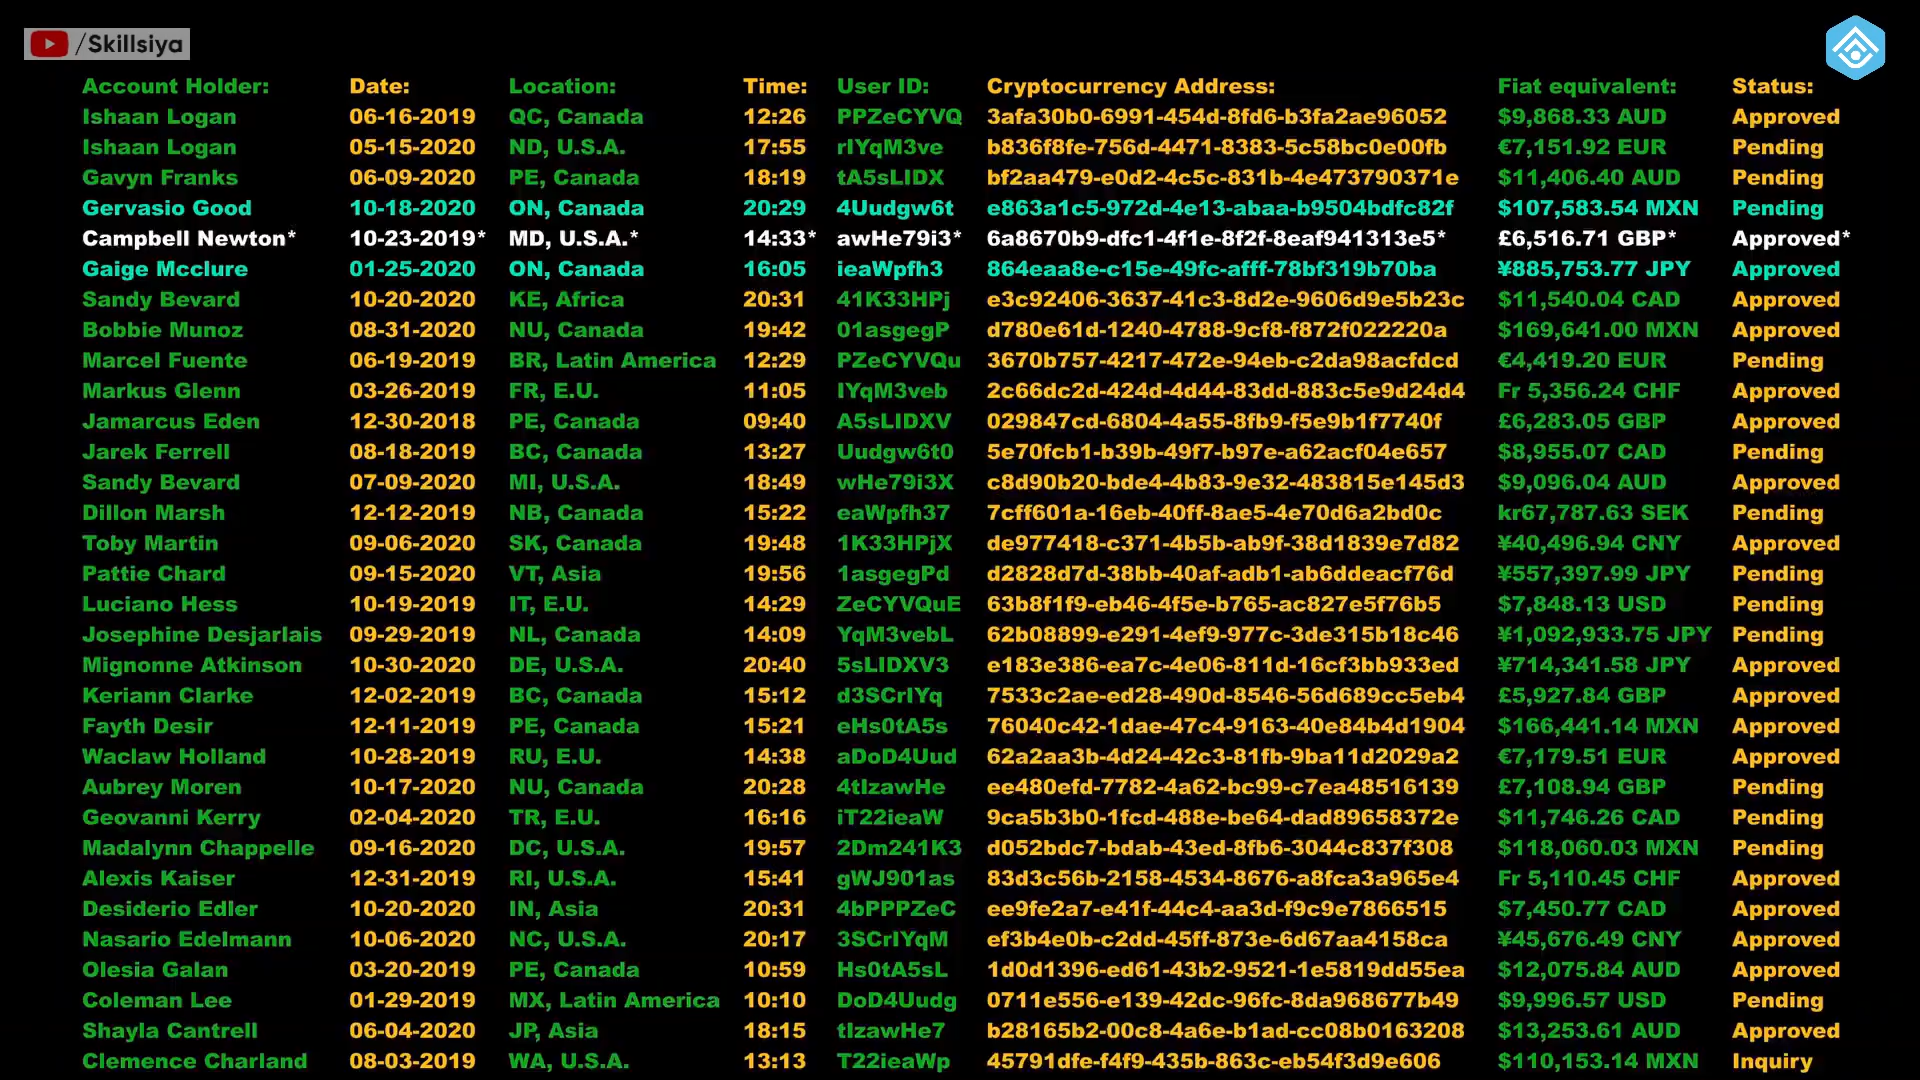 /Skillsiya
Account Holder: Date: Location: Time: User ID: Cryptocurrency Address: Fiat equivalent: Status:
Ishaan Logan 06-16-2019 QC, Canada 12:26 PPZeCYVQ 3afa30b0-6991-454d-8fd6-b3fa2ae96052 $9,868.33 AUD Approved
Ishaan Logan 05-15-2020 ND, U.S.A. 17:55 rIYqM3ve b836f8fe-756d-4471-8383-5c58bc0e00fb €7,151.92 EUR Pending
Gavyn Franks 06-09-2020 PE, Canada 18:19 tA5sLIDX bf2aa479-e0d2-4c5c-831b-4e473790371e $11,406.40 AUD Pending
Gervasio Good 10-18-2020 ON, Canada 20:29 4Uudgw6t e863a1c5-972d-4e13-abaa-b9504bdfc82f $107,583.54 MXN Pending
Campbell Newton* 10-23-2019* MD, U.S.A.* 14:33* awHe79i3* 6a8670b9-dfc1-4f1e-8f2f-8eaf941313e5* £6,516.71 GBP* Approved*
Gaige Mcclure 01-25-2020 ON, Canada 16:05 ieaWpfh3 864eaa8e-c15e-49fc-afff-78bf319b70ba ¥885,753.77 JPY Approved
Sandy Bevard 10-20-2020 KE, Africa 20:31 41K33HPj e3c92406-3637-41c3-8d2e-9606d9e5b23c $11,540.04 CAD Approved
Bobbie Munoz 08-31-2020 NU, Canada 19:42 01asgegP d780e61d-1240-4788-9cf8-f872f022220a $169,641.00 MXN Approved
Marcel Fuente 06-19-2019 BR, Latin America 12:29 PZeCYVQu 3670b757-4217-472e-94eb-c2da98acfdcd €4,419.20 EUR Pending
Markus Glenn 03-26-2019 FR, E.U. 11:05 IYqM3veb 2c66dc2d-424d-4d44-83dd-883c5e9d24d4 Fr 5,356.24 CHF Approved
Jamarcus Eden 12-30-2018 PE, Canada 09:40 A5sLIDXV 029847cd-6804-4a55-8fb9-f5e9b1f7740f £6,283.05 GBP Approved
Jarek Ferrell 08-18-2019 BC, Canada 13:27 Uudgw6t0 5e70fcb1-b39b-49f7-b97e-a62acf04e657 $8,955.07 CAD Pending
Sandy Bevard 07-09-2020 MI, U.S.A. 18:49 wHe79i3X c8d90b20-bde4-4b83-9e32-483815e145d3 $9,096.04 AUD Approved
Dillon Marsh 12-12-2019 NB, Canada 15:22 eaWpfh37 7cff601a-16eb-40ff-8ae5-4e70d6a2bd0c kr67,787.63 SEK Pending
Toby Martin 09-06-2020 SK, Canada 19:48 1K33HPjX de977418-c371-4b5b-ab9f-38d1839e7d82 ¥40,496.94 CNY Approved
Pattie Chard 09-15-2020 VT, Asia 19:56 1asgegPd d2828d7d-38bb-40af-adb1-ab6ddeacf76d ¥557,397.99 JPY Pending
Luciano Hess 10-19-2019 IT, E.U. 14:29 ZeCYVQuE 63b8f1f9-eb46-4f5e-b765-ac827e5f76b5 $7,848.13 USD Pending
Josephine Desjarlais 09-29-2019 NL, Canada 14:09 YqM3vebL 62b08899-e291-4ef9-977c-3de315b18c46 ¥1,092,933.75 JPY Pending
Mignonne Atkinson 10-30-2020 DE, U.S.A. 20:40 5sLIDXV3 e183e386-ea7c-4e06-811d-16cf3bb933ed ¥714,341.58 JPY Approved
Keriann Clarke 12-02-2019 BC, Canada 15:12 d3SCrIYq 7533c2ae-ed28-490d-8546-56d689cc5eb4 £5,927.84 GBP Approved
Fayth Desir 12-11-2019 PE, Canada 15:21 eHs0tA5s 76040c42-1dae-47c4-9163-40e84b4d1904 $166,441.14 MXN Approved
Waclaw Holland 10-28-2019 RU, E.U. 14:38 aDoD4Uud 62a2aa3b-4d24-42c3-81fb-9ba11d2029a2 €7,179.51 EUR Approved
Aubrey Moren 10-17-2020 NU, Canada 20:28 4tIzawHe ee480efd-7782-4a62-bc99-c7ea48516139 £7,108.94 GBP Pending
Geovanni Kerry 02-04-2020 TR, E.U. 16:16 iT22ieaW 9ca5b3b0-1fcd-488e-be64-dad89658372e $11,746.26 CAD Pending
Madalynn Chappelle 09-16-2020 DC, U.S.A. 19:57 2Dm241K3 d052bdc7-bdab-43ed-8fb6-3044c837f308 $118,060.03 MXN Pending
Alexis Kaiser 12-31-2019 RI, U.S.A. 15:41 gWJ901as 83d3c56b-2158-4534-8676-a8fca3a965e4 Fr 5,110.45 CHF Approved
Desiderio Edler 10-20-2020 IN, Asia 20:31 4bPPPZeC ee9fe2a7-e41f-44c4-aa3d-f9c9e7866515 $7,450.77 CAD Approved
Nasario Edelmann 10-06-2020 NC, U.S.A. 20:17 3SCrIYqM ef3b4e0b-c2dd-45ff-873e-6d67aa4158ca ¥45,676.49 CNY Approved
Olesia Galan 03-20-2019 PE, Canada 10:59 Hs0tA5sL 1d0d1396-ed61-43b2-9521-1e5819dd55ea $12,075.84 AUD Approved
Coleman Lee 01-29-2019 MX, Latin America 10:10 DoD4Uudg 0711e556-e139-42dc-96fc-8da968677b49 $9,996.57 USD Pending
Shayla Cantrell 06-04-2020 JP, Asia 18:15 tIzawHe7 b28165b2-00c8-4a6e-b1ad-cc08b0163208 $13,253.61 AUD Approved
Clemence Charland 08-03-2019 WA, U.S.A. 13:13 T22ieaWp 45791dfe-f4f9-435b-863c-eb54f3d9e606 $110,153.14 MXN Inquiry